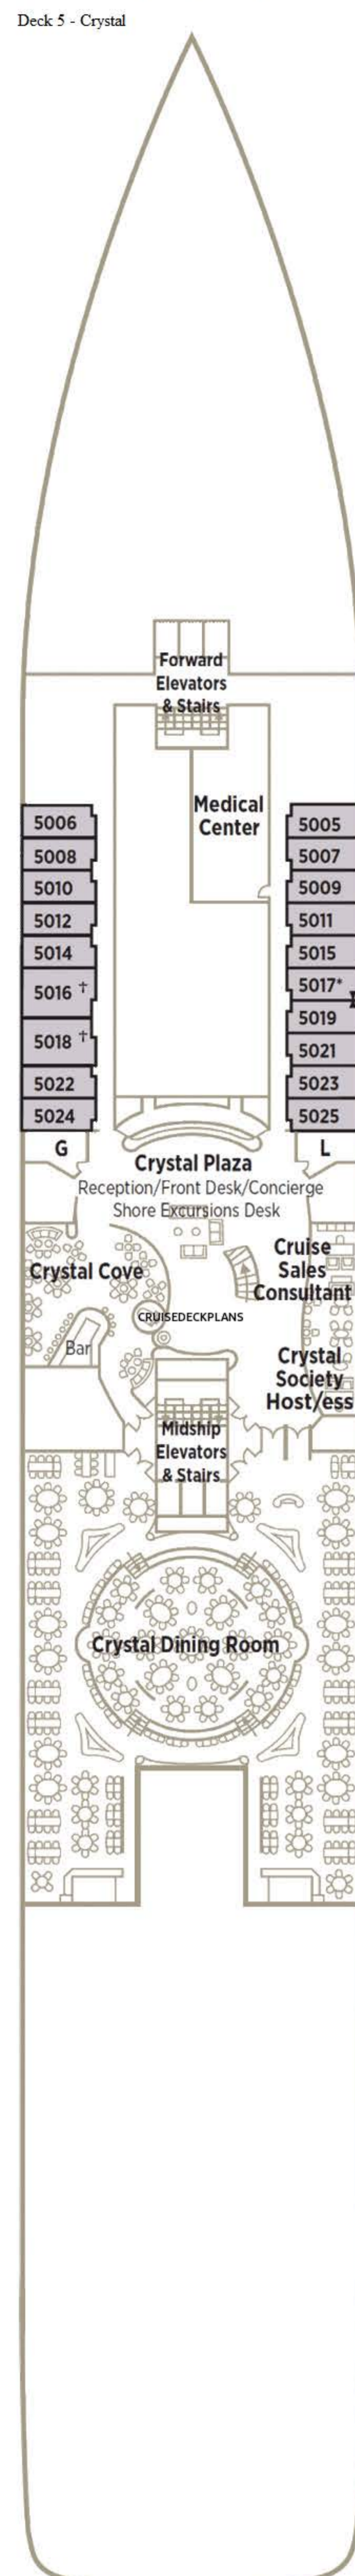 Deck 5 - Crystal
Forward
Elevators
& Stairs
Medical
Center
5006
5005
5008
5007
5010
5009
5012
5011
5014
5015
5016 †
5017*
5019
5018 †
5021
5022
5023
5024
5025
G
L
Crystal Plaza
Reception/Front Desk/Concierge
Shore Excursions Desk
Crystal Cove
Cruise
Sales
Consultant
CRUISEDECKPLANS
Bar
Crystal
Society
Host/ess
Midship
Elevators
& Stairs
Crystal Dining Room